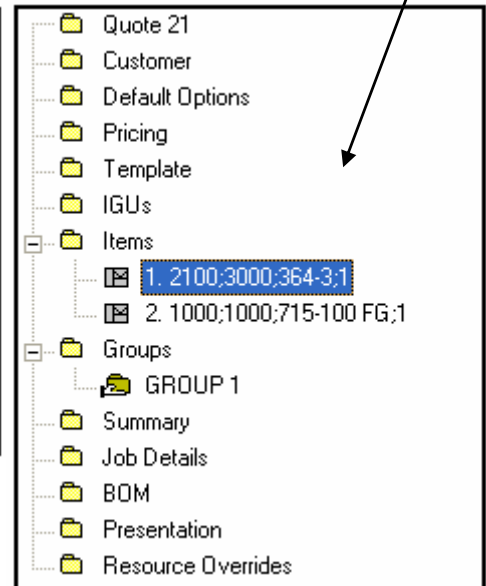 Quote 21
Customer
Default Options
Pricing
Template
IGUs
Items
1. 2100;3000;364-3;1
2. 1000;1000;715-100 FG;1
Groups
GROUP 1
Summary
Job Details
BOM
Presentation
Resource Overrides